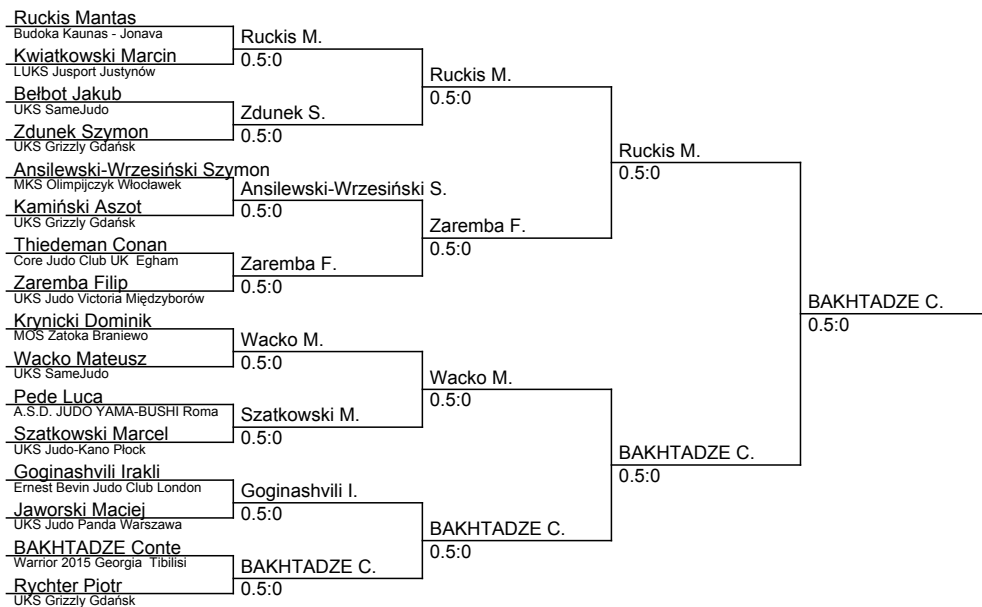 Ruckis Mantas
Budoka Kaunas - Jonava
Kwiatkowski Marcin
LUKS Jusport Justynów
Bełbot Jakub
UKS SameJudo
Zdunek Szymon
UKS Grizzly Gdańsk
Ansilewski-Wrzesiński Szymon
MKS Olimpijczyk Włocławek
Kamiński Aszot
UKS Grizzly Gdańsk
Thiedeman Conan
Core Judo Club UK  Egham
Zaremba Filip
UKS Judo Victoria Międzyborów
Krynicki Dominik
MOS Zatoka Braniewo
Wacko Mateusz
UKS SameJudo
Pede Luca
A.S.D. JUDO YAMA-BUSHI Roma
Szatkowski Marcel
UKS Judo-Kano Płock
Goginashvili Irakli
Ernest Bevin Judo Club London
Jaworski Maciej
UKS Judo Panda Warszawa
BAKHTADZE Conte
Warrior 2015 Georgia  Tibilisi
Rychter Piotr
UKS Grizzly Gdańsk
Ruckis M.
0.5:0
Zdunek S.
0.5:0
Ansilewski-Wrzesiński S.
0.5:0
Zaremba F.
0.5:0
Wacko M.
0.5:0
Szatkowski M.
0.5:0
Goginashvili I.
0.5:0
BAKHTADZE C.
0.5:0
Ruckis M.
0.5:0
Zaremba F.
0.5:0
Wacko M.
0.5:0
BAKHTADZE C.
0.5:0
Ruckis M.
0.5:0
BAKHTADZE C.
0.5:0
BAKHTADZE C.
0.5:0